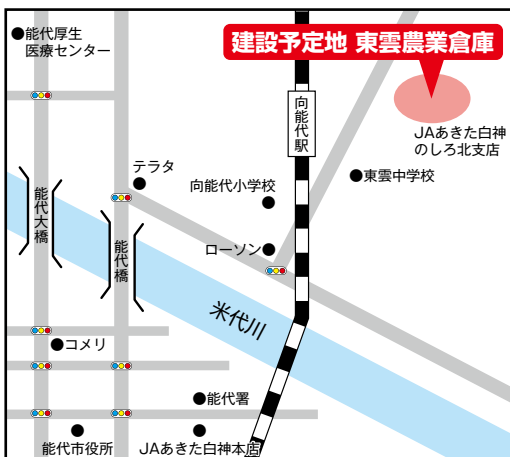 能代厚生
医療センター
建設予定地 東雲農業倉庫
向能代駅
JAあきた白神
のしろ北支店
テラタ
向能代小学校
東雲中学校
能代大橋
能代橋
ローソン
米代川
コメリ
能代署
能代市役所
JAあきた白神本店